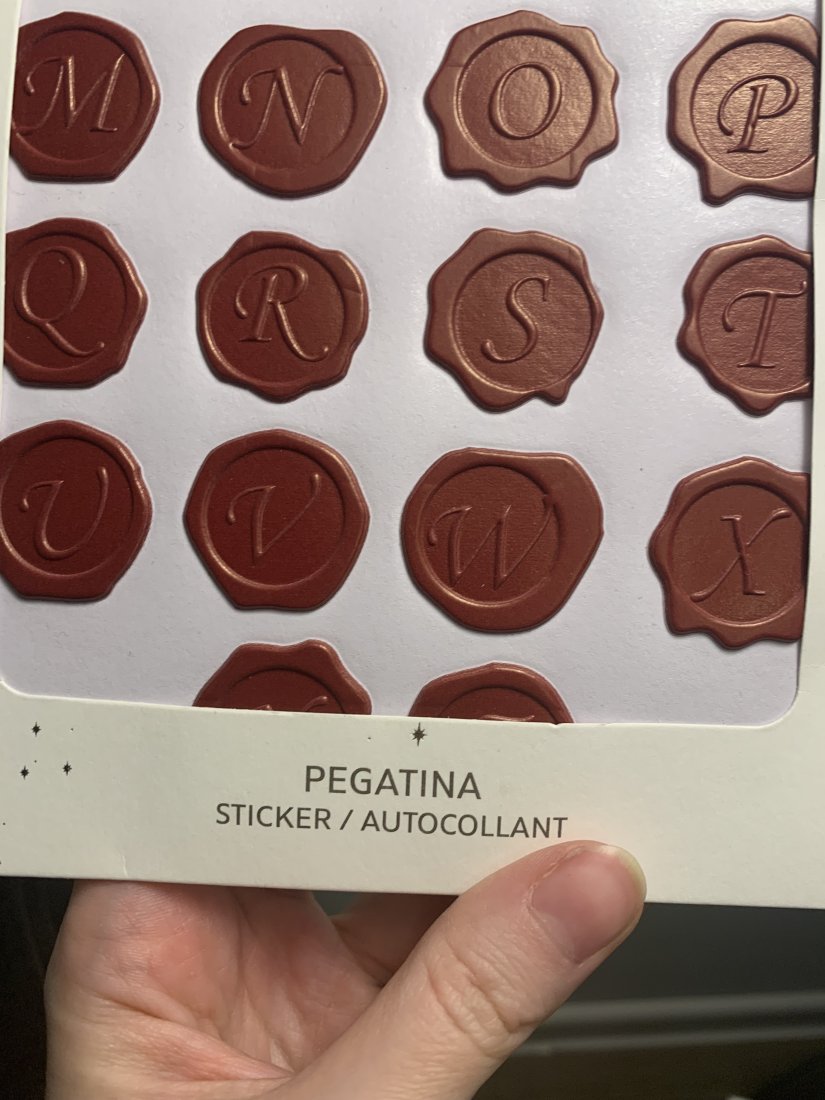 M N O P
Q R S T
U V W X
PEGATINA
STICKER / AUTOCOLLANT